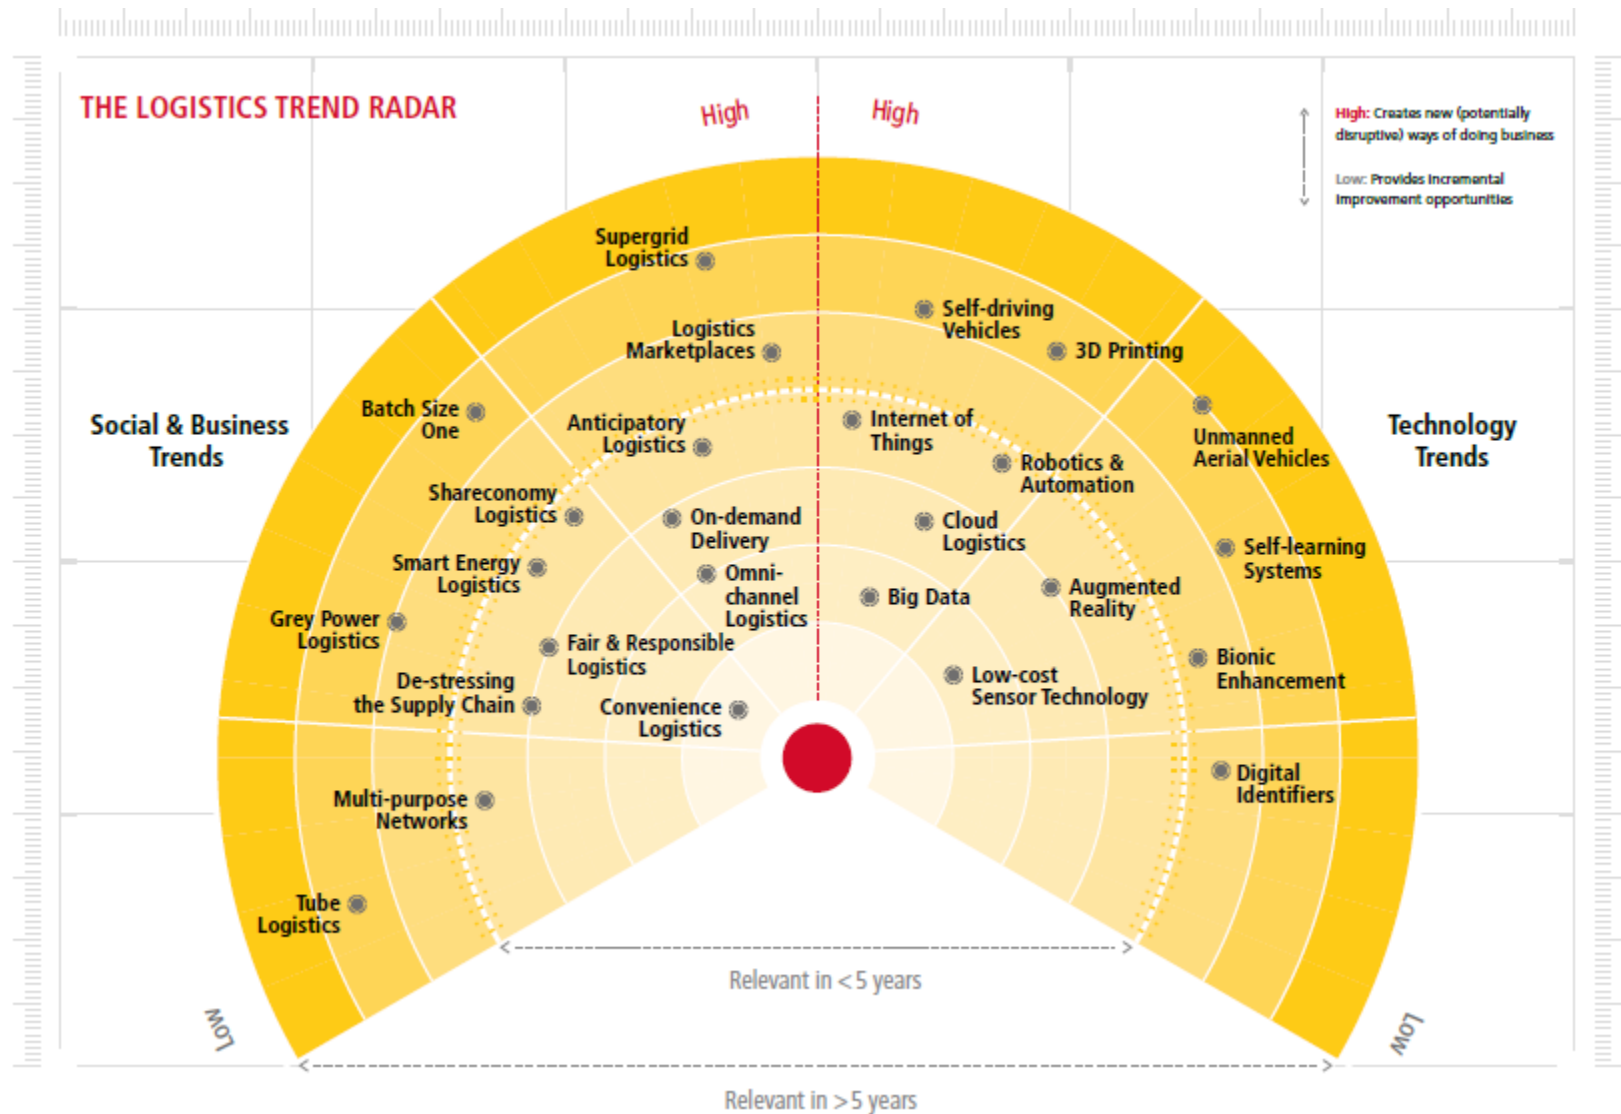 THE LOGISTICS TREND RADAR
High
High
High: Creates new (potentially
disruptive) ways of doing business
Low: Provides Incremental
Improvement opportunities
Social & Business
Trends
Technology
Trends
Supergrid
Logistics
Logistics
Marketplaces
Batch Size
One
Anticipatory
Logistics
Shareconomy
Logistics
On-demand
Delivery
Smart Energy
Logistics
Omni-
channel
Logistics
Grey Power
Logistics
Fair & Responsible
Logistics
De-stressing
the Supply Chain
Convenience
Logistics
Multi-purpose
Networks
Tube
Logistics
Self-driving
Vehicles
3D Printing
Internet of
Things
Unmanned
Aerial Vehicles
Robotics &
Automation
Cloud
Logistics
Self-learning
Systems
Big Data
Augmented
Reality
Bionic
Enhancement
Low-cost
Sensor Technology
Digital
Identifiers
Low
Low
Relevant in < 5 years
Relevant in > 5 years